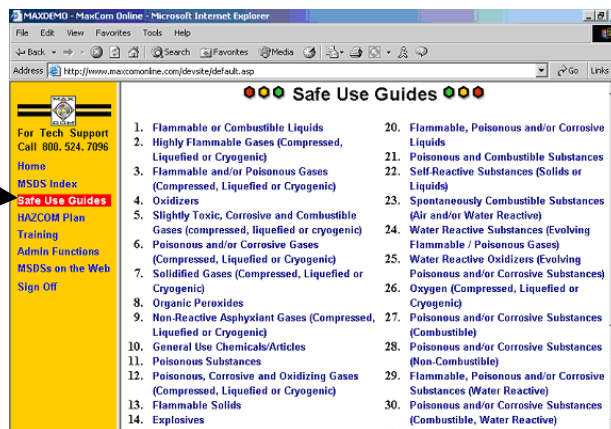 MAXDEMO - MaxCom Online - Microsoft Internet Explorer
File Edit View Favorites Tools Help
Back Search Favorites Media
Address http://www.maxcomonline.com/devsite/default.asp Go Links
MAX
COM
For Tech Support
Call 800. 524. 7096
Home
MSDS Index
Safe Use Guides
HAZCOM Plan
Training
Admin Functions
MSDSs on the Web
Sign Off
Safe Use Guides
1. Flammable or Combustible Liquids
2. Highly Flammable Gases (Compressed,
Liquefied or Cryogenic)
3. Flammable and/or Poisonous Gases
(Compressed, Liquefied or Cryogenic)
4. Oxidizers
5. Slightly Toxic, Corrosive and Combustible
Gases (compressed, liquefied or cryogenic)
6. Poisonous and/or Corrosive Gases
(Compressed, Liquefied or Cryogenic)
7. Solidified Gases (Compressed, Liquefied or
Cryogenic)
8. Organic Peroxides
9. Non-Reactive Asphyxiant Gases (Compressed,
Liquefied or Cryogenic)
10. General Use Chemicals/Articles
11. Poisonous Substances
12. Poisonous, Corrosive and Oxidizing Gases
(Compressed, Liquefied or Cryogenic)
13. Flammable Solids
14. Explosives
20. Flammable, Poisonous and/or Corrosive
Liquids
21. Poisonous and Combustible Substances
22. Self-Reactive Substances (Solids or
Liquids)
23. Spontaneously Combustible Substances
(Air and/or Water Reactive)
24. Water Reactive Substances (Evolving
Flammable / Poisonous Gases)
25. Water Reactive Oxidizers (Evolving
Poisonous and/or Corrosive Substances)
26. Oxygen (Compressed, Liquefied or
Cryogenic)
27. Poisonous and/or Corrosive Substances
(Combustible)
28. Poisonous and/or Corrosive Substances
(Non-Combustible)
29. Flammable, Poisonous and/or Corrosive
Substances (Water Reactive)
30. Poisonous and/or Corrosive Substances
(Combustible, Water Reactive)